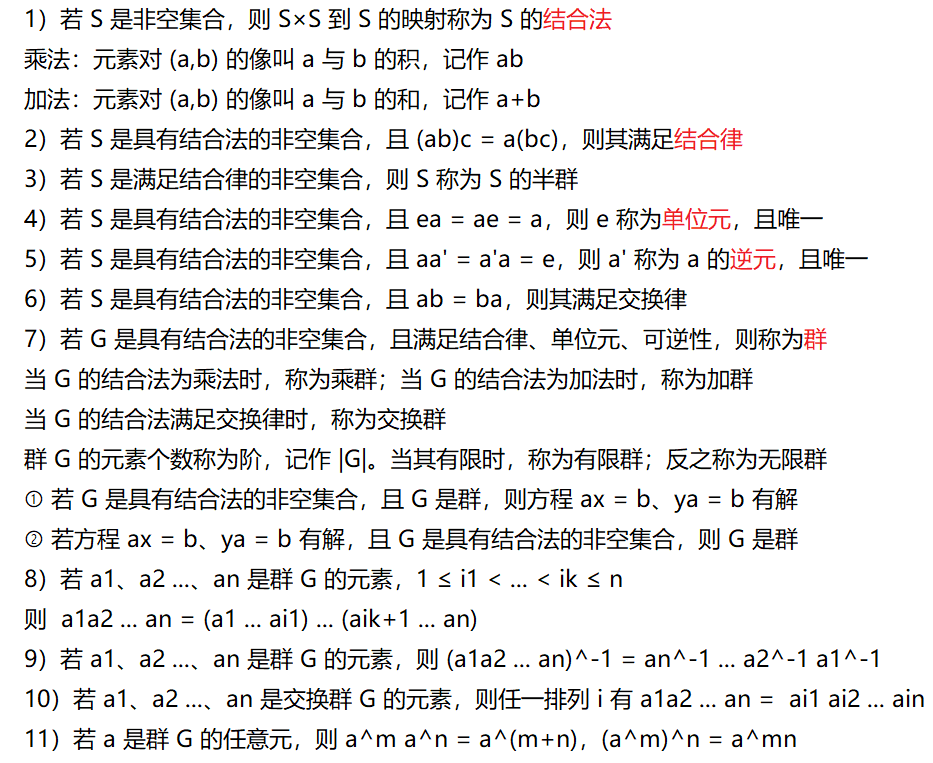 1）若 S 是非空集合，则 S×S 到 S 的映射称为 S 的结合法
乘法：元素对 (a,b) 的像叫 a 与 b 的积，记作 ab
加法：元素对 (a,b) 的像叫 a 与 b 的和，记作 a+b
2）若 S 是具有结合法的非空集合，且 (ab)c = a(bc)，则其满足结合律
3）若 S 是满足结合律的非空集合，则 S 称为 S 的半群
4）若 S 是具有结合法的非空集合，且 ea = ae = a，则 e 称为单位元，且唯一
5）若 S 是具有结合法的非空集合，且 aa' = a'a = e，则 a' 称为 a 的逆元，且唯一
6）若 S 是具有结合法的非空集合，且 ab = ba，则其满足交换律
7）若 G 是具有结合法的非空集合，且满足结合律、单位元、可逆性，则称为群
当 G 的结合法为乘法时，称为乘群；当 G 的结合法为加法时，称为加群
当 G 的结合法满足交换律时，称为交换群
群 G 的元素个数称为阶，记作 |G|。当其有限时，称为有限群；反之称为无限群
① 若 G 是具有结合法的非空集合，且 G 是群，则方程 ax = b、ya = b 有解
② 若方程 ax = b、ya = b 有解，且 G 是具有结合法的非空集合，则 G 是群
8）若 a1、a2 ...、an 是群 G 的元素，1 ≤ i1 < ... < ik ≤ n
则 a1a2 ... an = (a1 ... ai1) ... (aik+1 ... an)
9）若 a1、a2 ...、an 是群 G 的元素，则 (a1a2 ... an)^-1 = an^-1 ... a2^-1 a1^-1
10）若 a1、a2 ...、an 是交换群 G 的元素，则任一排列 i 有 a1a2 ... an = ai1 ai2 ... ain
11）若 a 是群 G 的任意元，则 a^m a^n = a^(m+n)，(a^m)^n = a^mn